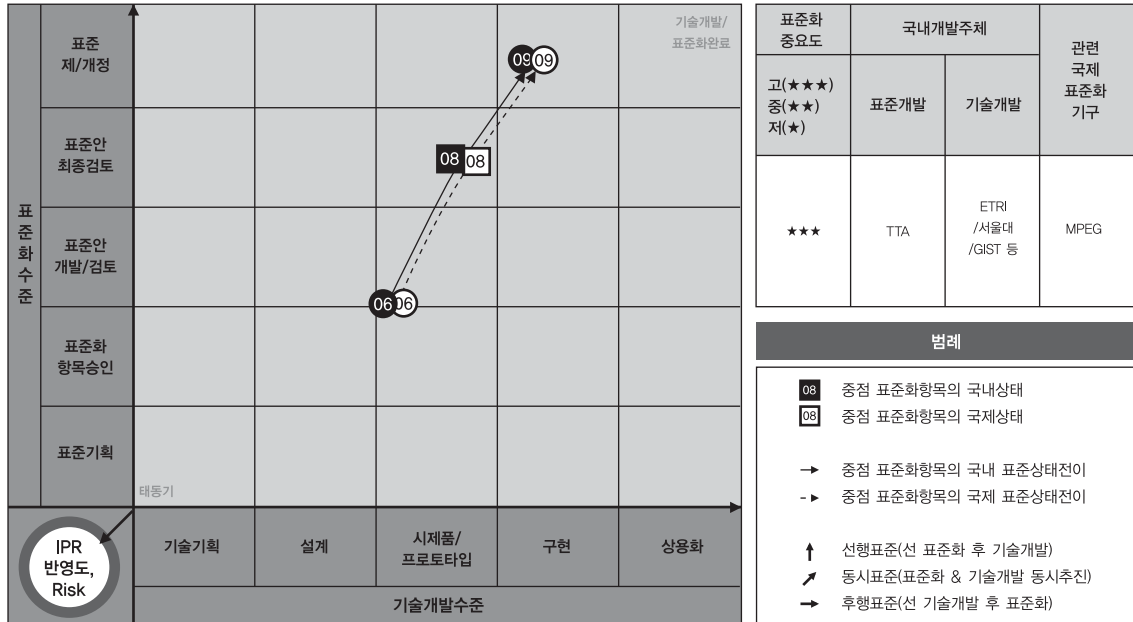 기술개발/
표준화완료
표준
제/개정
표준안
최종검토
표준안
개발/검토
표준화
항목승인
표준기획
표준화수준
09 09
08 08
06 06
태동기
IPR
반영도,
Risk
기술기획
설계
시제품/
프로토타입
구현
상용화
기술개발수준
표준화
중요도
국내개발주체
관련
국제
표준화
기구
고(★★★)
중(★★)
저(★)
표준개발
기술개발
★★★
TTA
ETRI
/서울대
/GIST 등
MPEG
범례
08 중점 표준화항목의 국내상태
08 중점 표준화항목의 국제상태
중점 표준화항목의 국내 표준상태전이
중점 표준화항목의 국제 표준상태전이
선행표준(선 표준화 후 기술개발)
동시표준(표준화 & 기술개발 동시추진)
후행표준(선 기술개발 후 표준화)